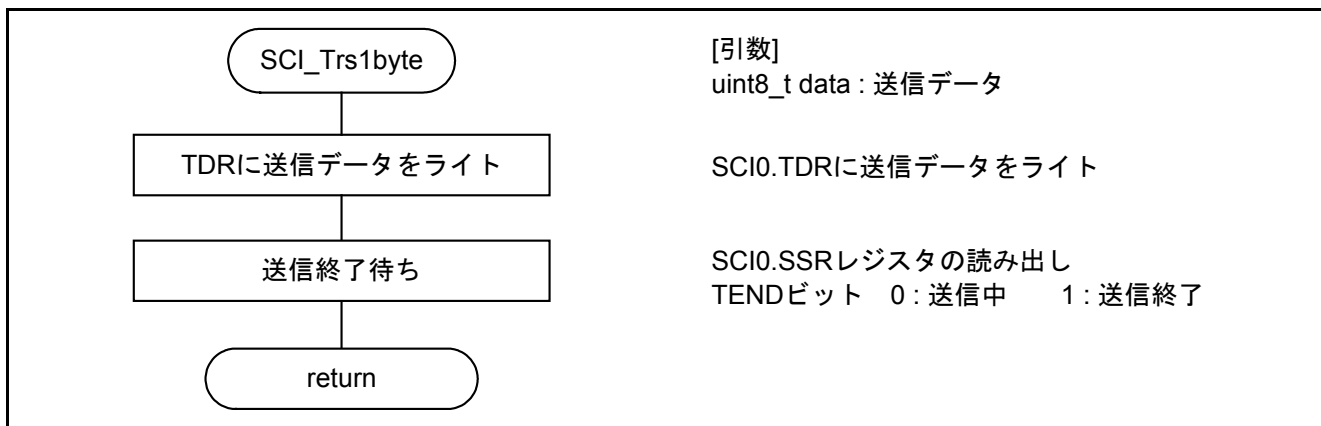 SCI_Trs1byte
[引数]
uint8_t data : 送信データ
TDRに送信データをライト
SCI0.TDRに送信データをライト
送信終了待ち
SCI0.SSRレジスタの読み出し
TENDビット　0 : 送信中　　1 : 送信終了
return